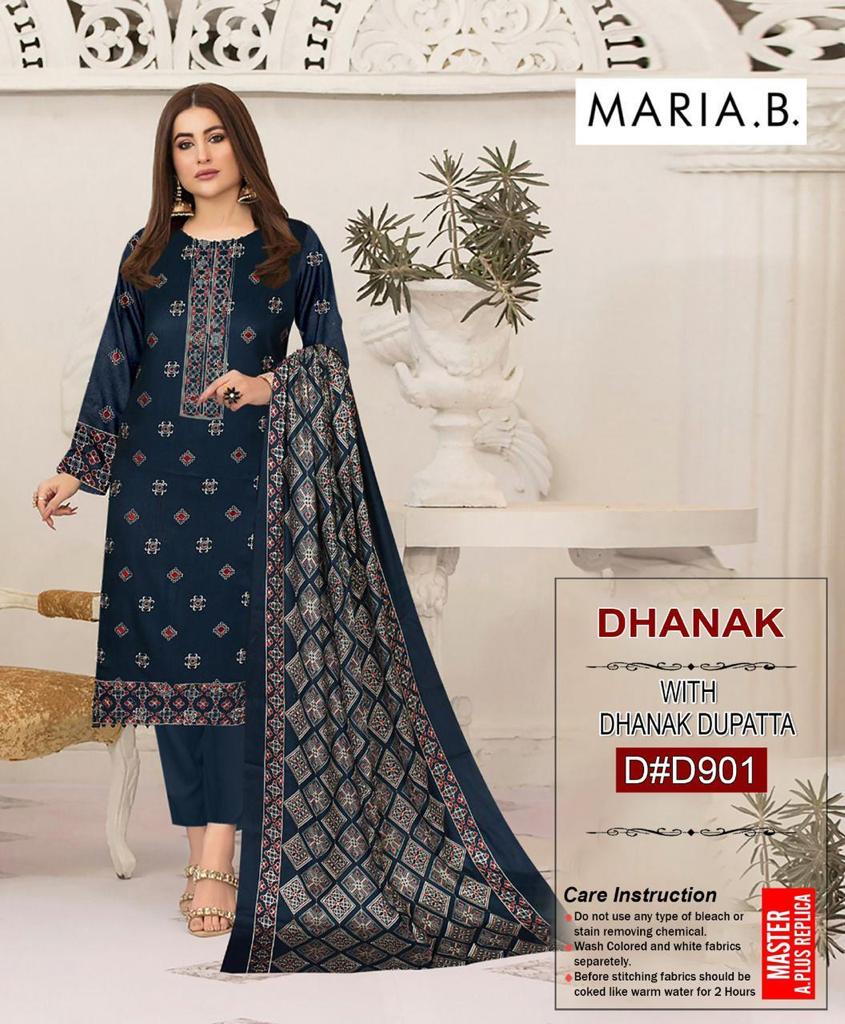 MARIA.B.
DHANAK
WITH
DHANAK DUPATTA
D#D901
Care Instruction
Do not use any type of bleach or
stain removing chemical.
Wash Colored and white fabrics
separetely.
Before stitching fabrics should be
coked like warm water for 2 Hours
MASTER
A.PLUS REPLICA